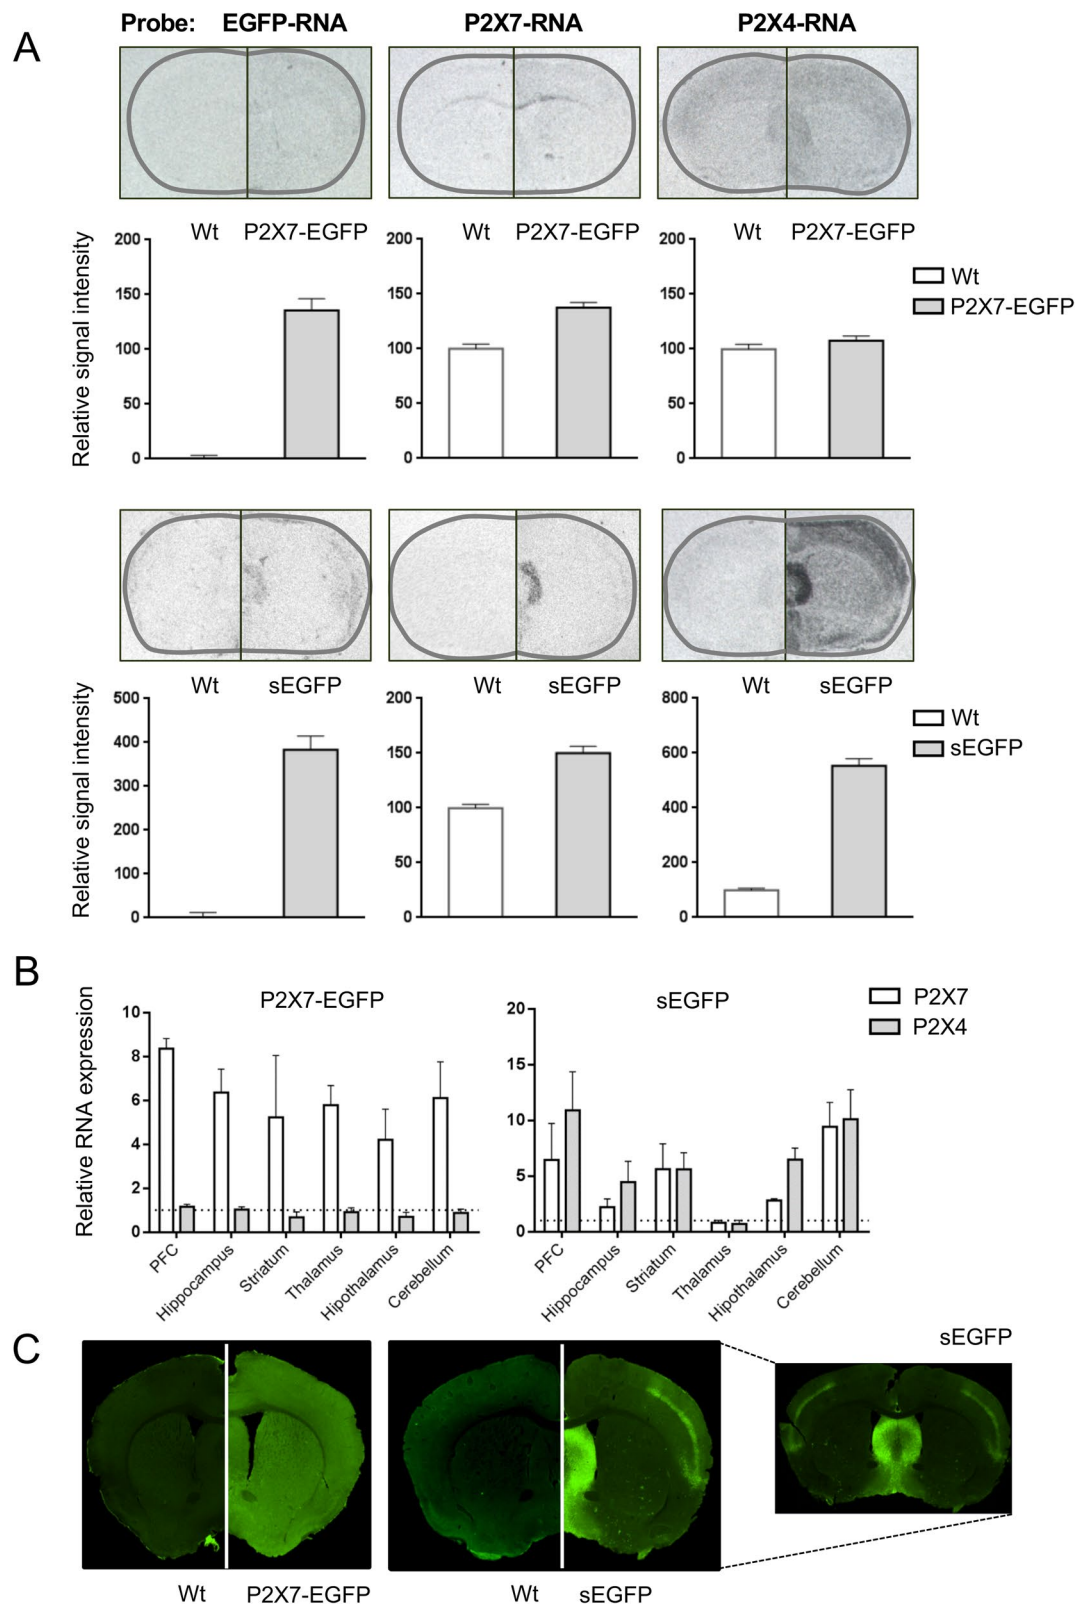 Probe: EGFP-RNA P2X7-RNA P2X4-RNA
A
Wt P2X7-EGFP Wt P2X7-EGFP Wt P2X7-EGFP
Relative signal intensity
200
150
100
50
0
200
150
100
50
0
200
150
100
50
0
Wt
P2X7-EGFP
Wt sEGFP Wt sEGFP Wt sEGFP
Relative signal intensity
500
400
300
200
100
0
200
150
100
50
0
800
600
400
200
0
Wt
sEGFP
B
P2X7-EGFP
Relative RNA expression
10
8
6
4
2
0
PFC
Hippocampus
Striatum
Thalamus
Hipothalamus
Cerebellum
sEGFP
20
15
10
5
0
PFC
Hippocampus
Striatum
Thalamus
Hipothalamus
Cerebellum
P2X7
P2X4
C
sEGFP
Wt P2X7-EGFP Wt sEGFP